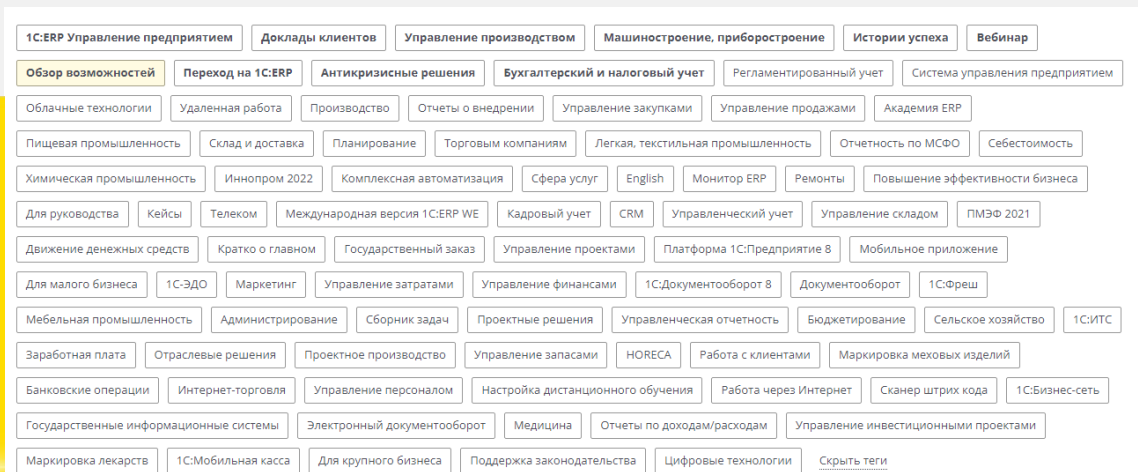 1С:ERP Управление предприятием Доклады клиентов Управление производством Машиностроение, приборостроение Истории успеха Вебинар
Обзор возможностей Переход на 1С:ERP Антикризисные решения Бухгалтерский и налоговый учет Регламентированный учет Система управления предприятием
Облачные технологии Удаленная работа Производство Отчеты о внедрении Управление закупками Управление продажами Академия ERP
Пищевая промышленность Склад и доставка Планирование Торговым компаниям Легкая, текстильная промышленность Отчетность по МСФО Себестоимость
Химическая промышленность Иннопром 2022 Комплексная автоматизация Сфера услуг English Монитор ERP Ремонты Повышение эффективности бизнеса
Для руководства Кейсы Телеком Международная версия 1C:ERP WE Кадровый учет CRM Управленческий учет Управление складом ПМЭФ 2021
Движение денежных средств Кратко о главном Государственный заказ Управление проектами Платформа 1С:Предприятие 8 Мобильное приложение
Для малого бизнеса 1С-ЭДО Маркетинг Управление затратами Управление финансами 1С:Документооборот 8 Документооборот 1С:Фреш
Мебельная промышленность Администрирование Сборник задач Проектные решения Управленческая отчетность Бюджетирование Сельское хозяйство 1С:ИТС
Заработная плата Отраслевые решения Проектное производство Управление запасами HORECA Работа с клиентами Маркировка меховых изделий
Банковские операции Интернет-торговля Управление персоналом Настройка дистанционного обучения Работа через Интернет Сканер штрих кода 1С:Бизнес-сеть
Государственные информационные системы Электронный документооборот Медицина Отчеты по доходам/расходам Управление инвестиционными проектами
Маркировка лекарств 1С:Мобильная касса Для крупного бизнеса Поддержка законодательства Цифровые технологии Скрыть теги